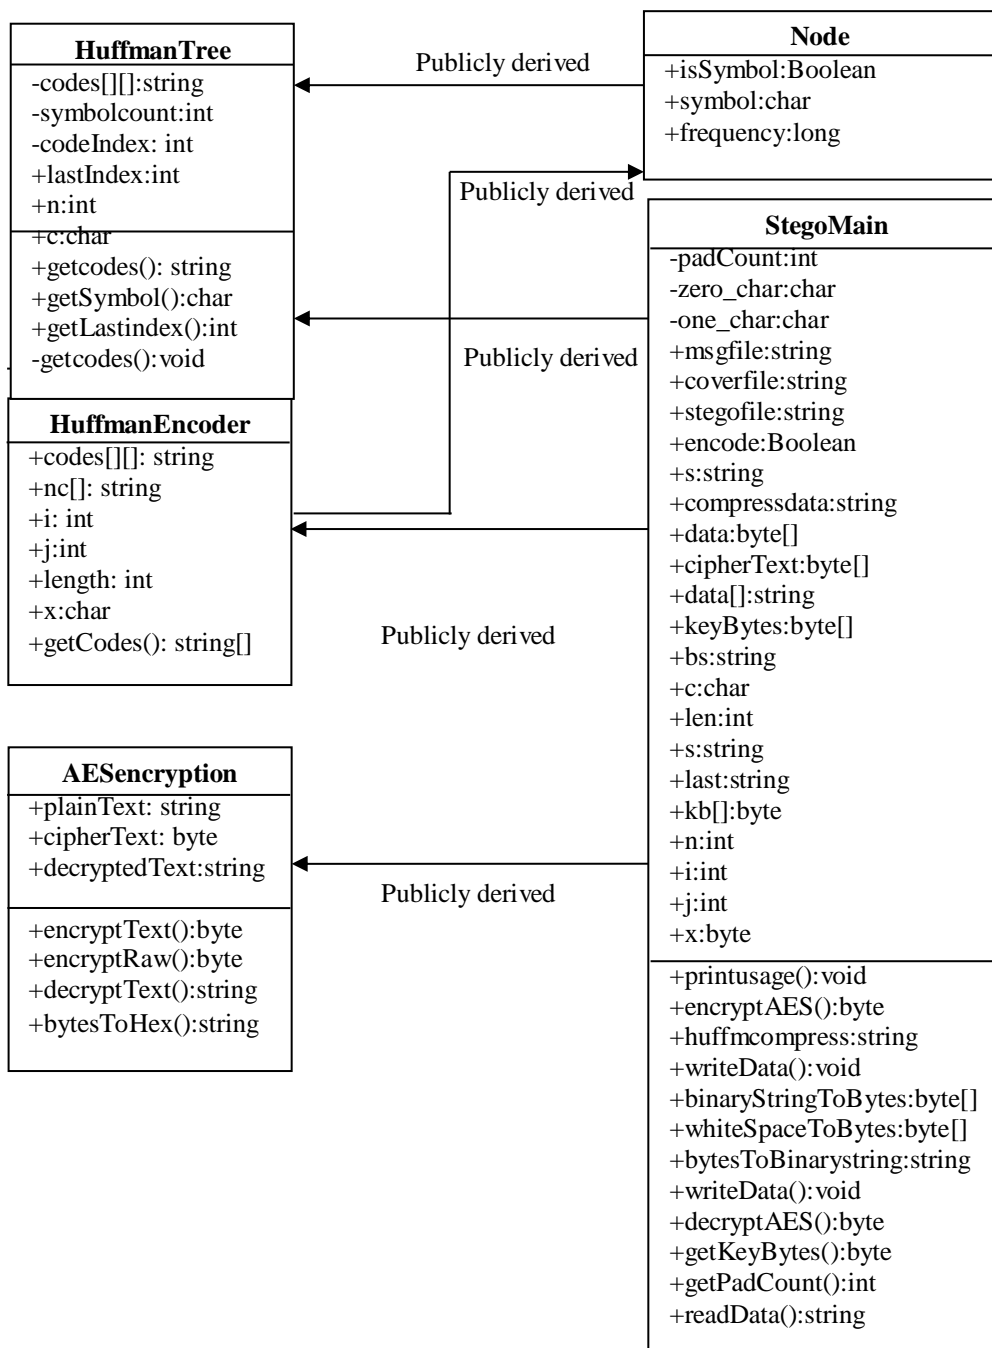 HuffmanTree
-codes[][]:string
-symbolcount:int
-codeIndex: int
+lastIndex:int
+n:int
+c:char
+getcodes(): string
+getSymbol():char
+getLastindex():int
-getcodes():void
Publicly derived
Node
+isSymbol:Boolean
+symbol:char
+frequency:long
Publicly derived
HuffmanEncoder
+codes[][]: string
+nc[]: string
+i: int
+j:int
+length: int
+x:char
+getCodes(): string[]
Publicly derived
Publicly derived
StegoMain
-padCount:int
-zero_char:char
-one_char:char
+msgfile:string
+coverfile:string
+stegofile:string
+encode:Boolean
+s:string
+compressdata:string
+data:byte[]
+cipherText:byte[]
+data[]:string
+keyBytes:byte[]
+bs:string
+c:char
+len:int
+s:string
+last:string
+kb[]:byte
+n:int
+i:int
+j:int
+x:byte
+printusage():void
+encryptAES():byte
+huffmcompress:string
+writeData():void
+binaryStringToBytes:byte[]
+whiteSpaceToBytes:byte[]
+bytesToBinarystring:string
+writeData():void
+decryptAES():byte
+getKeyBytes():byte
+getPadCount():int
+readData():string
AESencryption
+plainText: string
+cipherText: byte
+decryptedText:string
+encryptText():byte
+encryptRaw():byte
+decryptText():string
+bytesToHex():string
Publicly derived